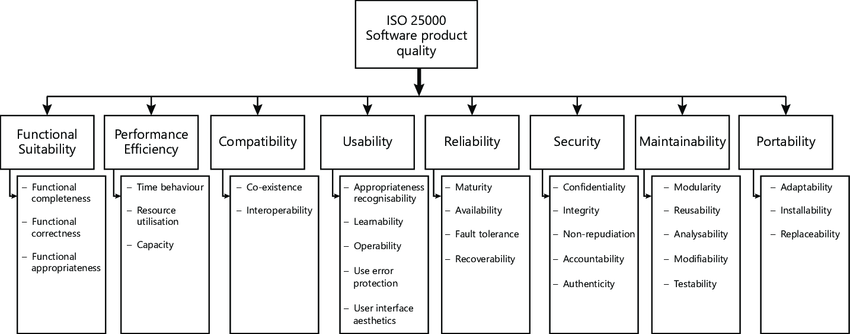 ISO 25000
Software product
quality
Functional
Suitability
Performance
Efficiency
Compatibility
Usability
Reliability
Security
Maintainability
Portability
– Functional
completeness
– Functional
correctness
– Functional
appropriateness
– Time behaviour
– Resource
utilisation
– Capacity
– Co-existence
– Interoperability
– Appropriateness
recognisability
– Learnability
– Operability
– Use error
protection
– User interface
aesthetics
– Maturity
– Availability
– Fault tolerance
– Recoverability
– Confidentiality
– Integrity
– Non-repudiation
– Accountability
– Authenticity
– Modularity
– Reusability
– Analysability
– Modifiability
– Testability
– Adaptability
– Installability
– Replaceability